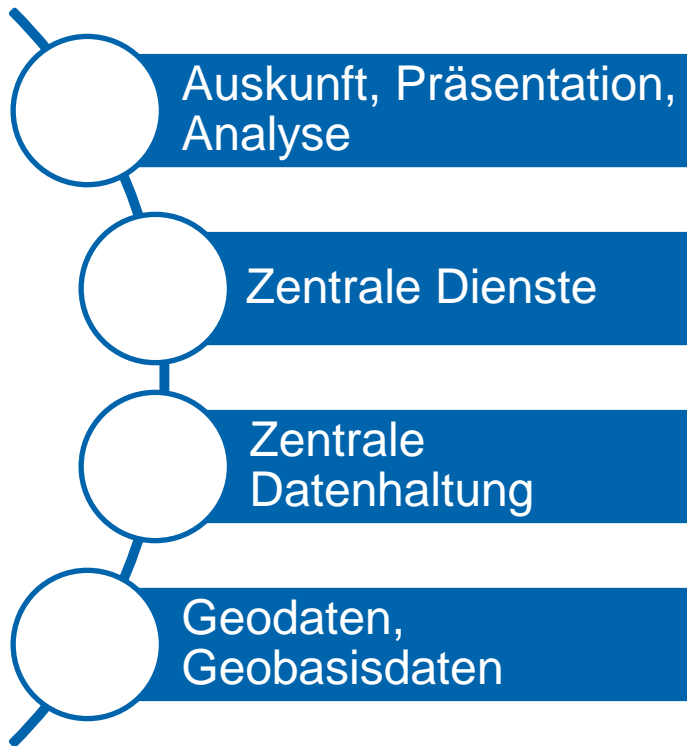 Auskunft, Präsentation,
Analyse
Zentrale Dienste
Zentrale
Datenhaltung
Geodaten,
Geobasisdaten